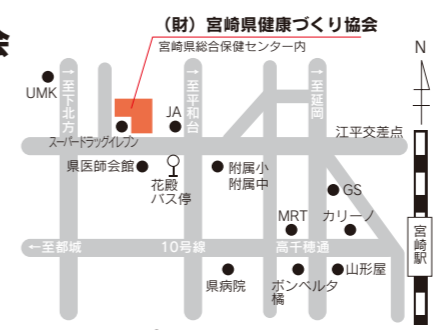 会
（財）宮崎県健康づくり協会
宮崎県総合保健センター内
N
UMK
↑至下北方
JA
↑至平和台
↑至延岡
スーパードラッグイレブン
江平交差点
県医師会館
花殿
バス停
附属小
附属中
GS
MRT
カリーノ
宮崎駅
←至都城
10号線
高千穂通
県病院
ボンベルタ
橘
山形屋